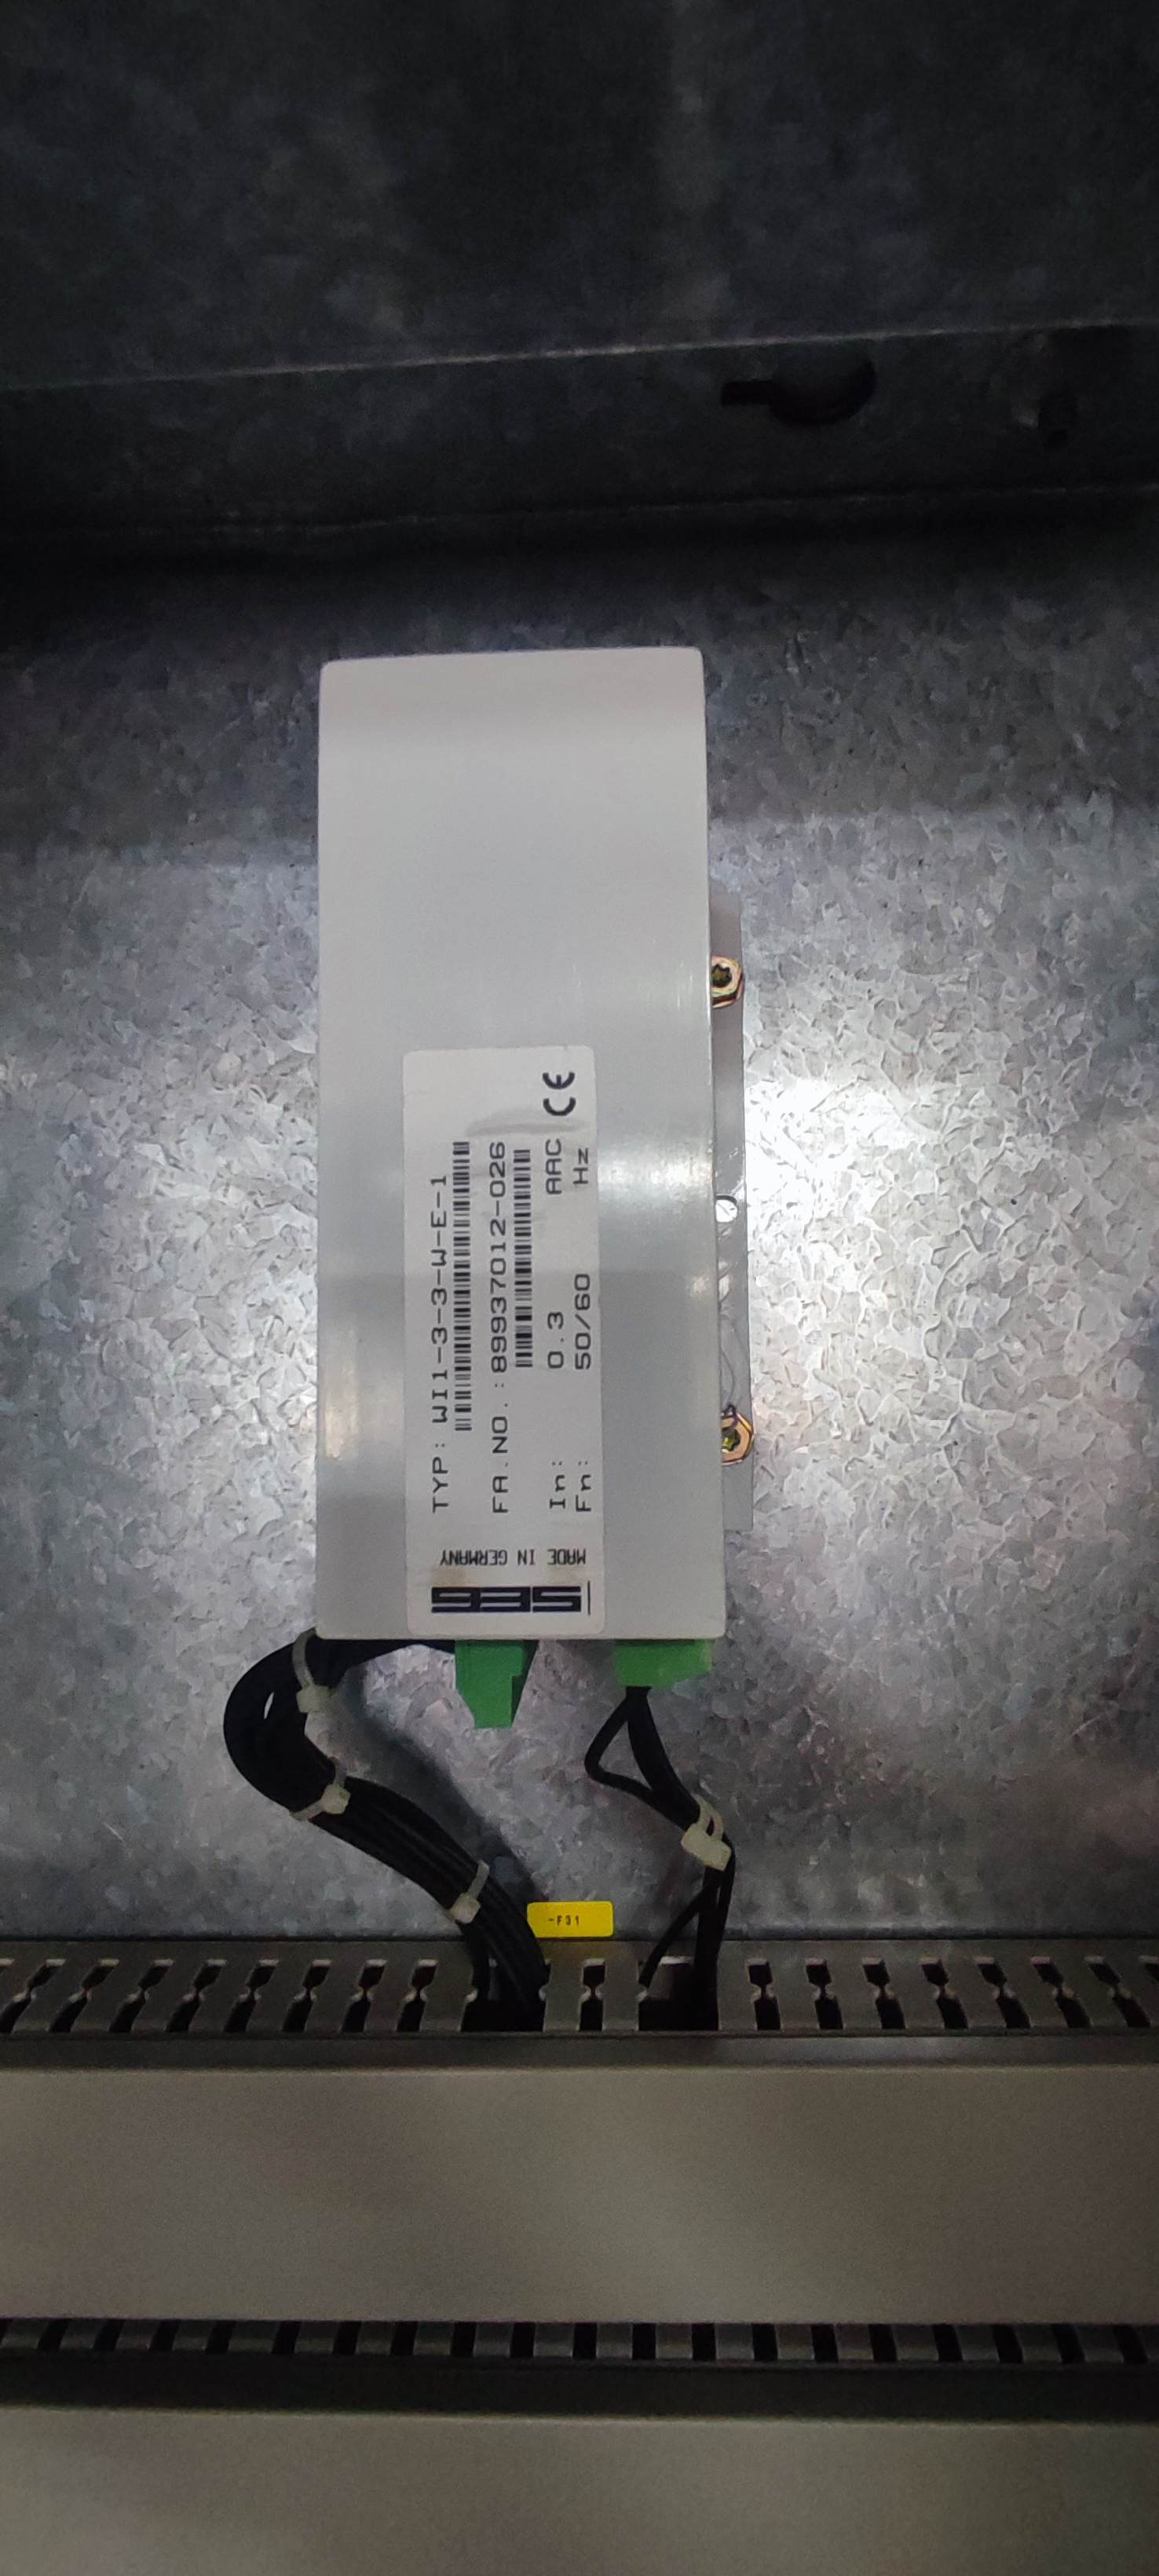 SEG
MADE IN GERMANY
TYP: WI1-3-3-W-E-1
FA.NO.:89937012-026
In: 0.3 AAC
Fn: 50/60 Hz
CE
-F31